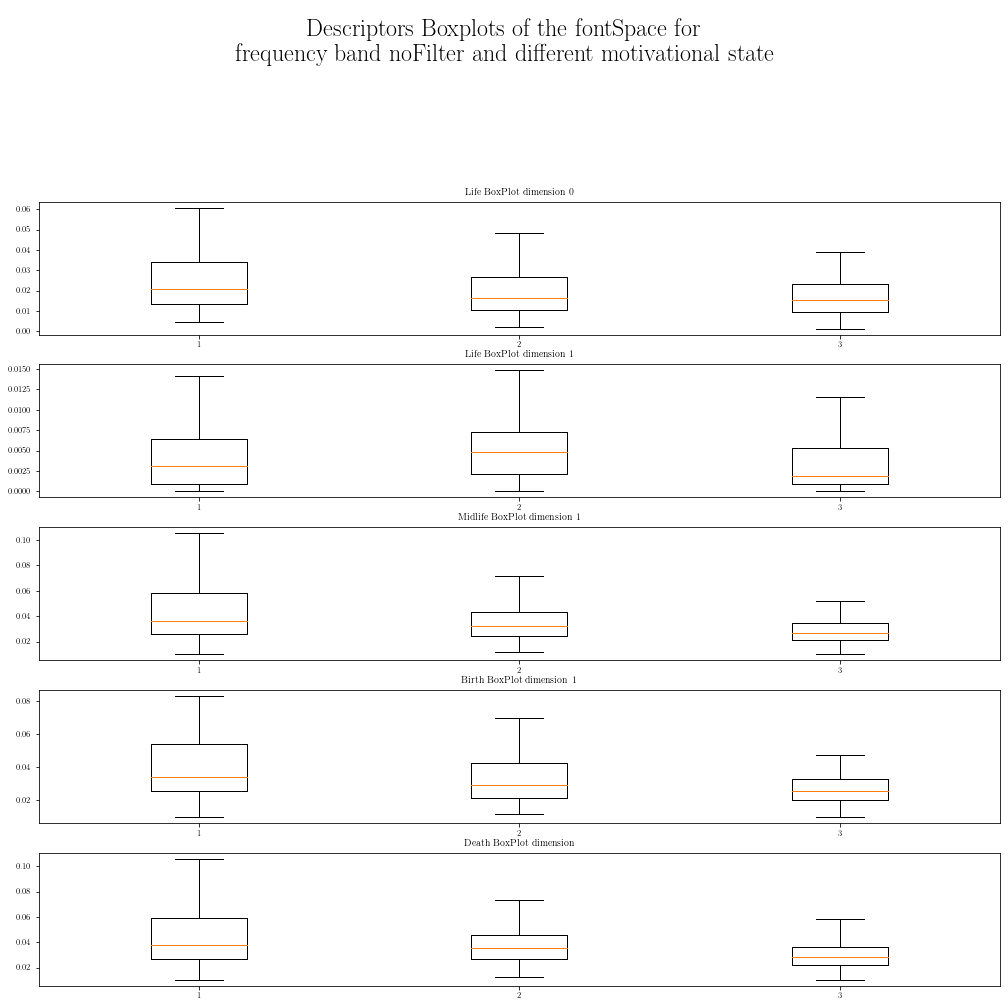 Descriptors Boxplots of the fontSpace for
frequency band noFilter and different motivational state
Life BoxPlot dimension 0
0.06
0.05
0.04
0.03
0.02
0.01
0.00
1 2 3
Life BoxPlot dimension 1
0.0150
0.0125
0.0100
0.0075
0.0050
0.0025
0.0000
1 2 3
Midlife BoxPlot dimension 1
0.10
0.08
0.06
0.04
0.02
1 2 3
Birth BoxPlot dimension 1
0.08
0.06
0.04
0.02
1 2 3
Death BoxPlot dimension
0.10
0.08
0.06
0.04
0.02
1 2 3